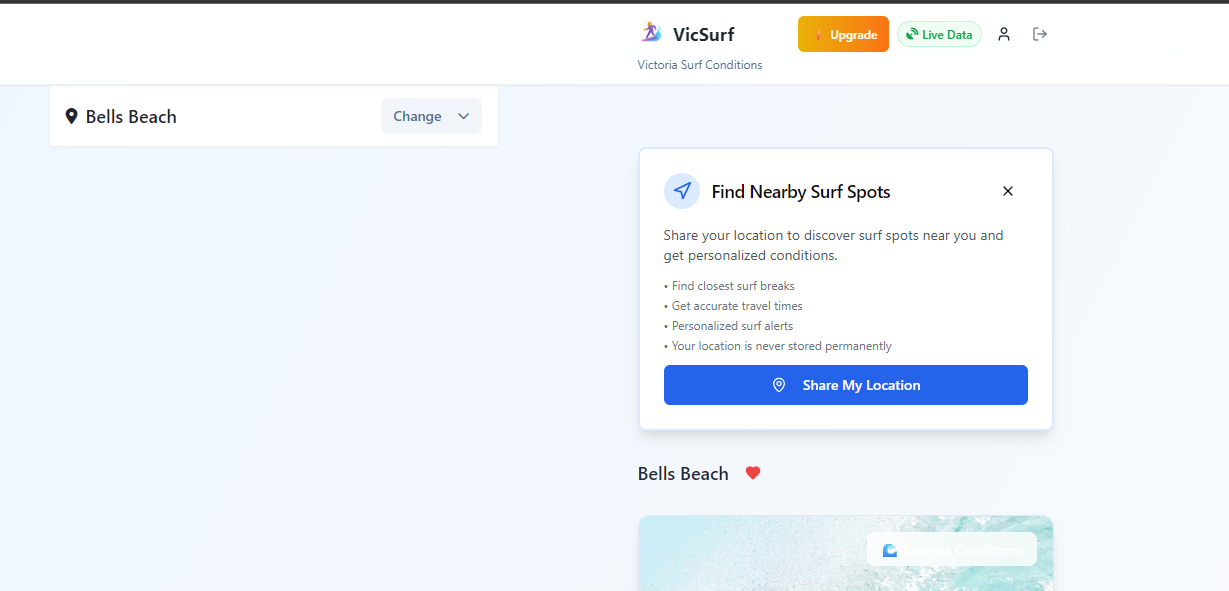 VicSurf
Upgrade
Live Data
Victoria Surf Conditions
Bells Beach
Change
Find Nearby Surf Spots
Share your location to discover surf spots near you and
get personalized conditions.
• Find closest surf breaks
• Get accurate travel times
• Personalized surf alerts
• Your location is never stored permanently
Share My Location
Bells Beach
Current Conditions